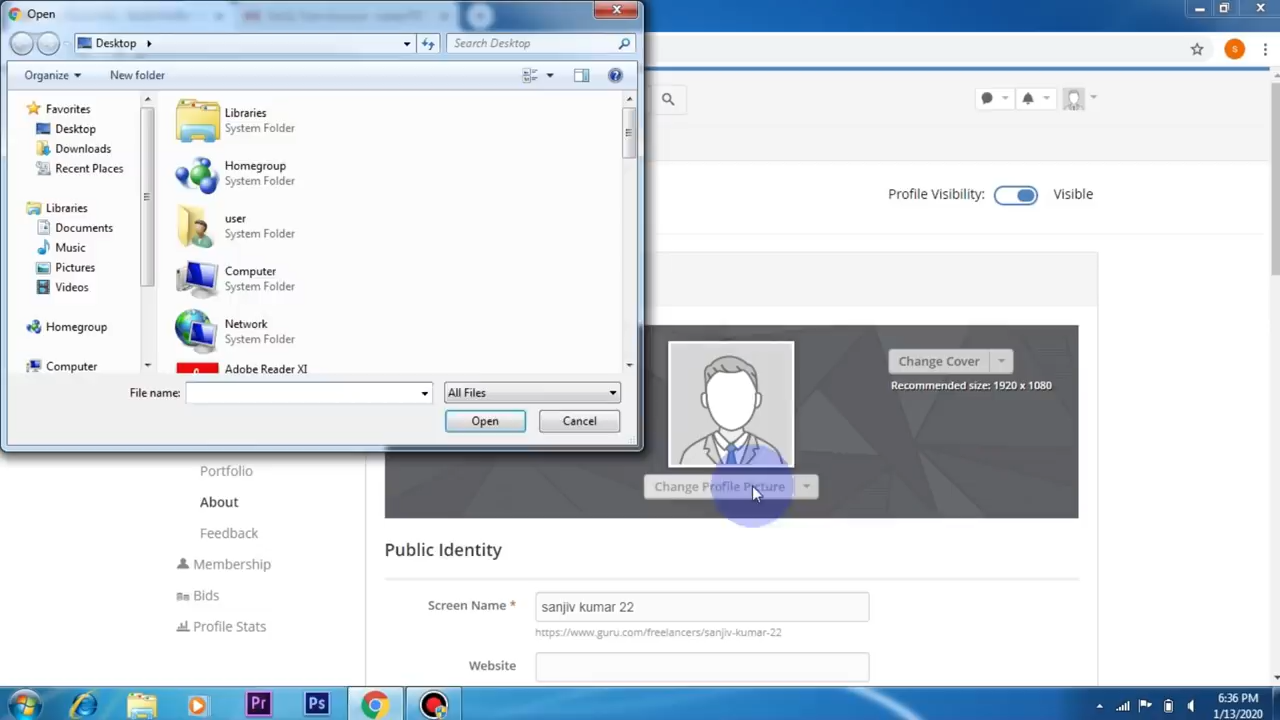 Open
Desktop
Search Desktop
Organize
New folder
Favorites
Desktop
Downloads
Recent Places
Libraries
Documents
Music
Pictures
Videos
Homegroup
Computer
Libraries
System Folder
Homegroup
System Folder
user
System Folder
Computer
System Folder
Network
System Folder
Adobe Reader XI
File name:
All Files
Open
Cancel
S
Profile Visibility:
Visible
Change Cover
Recommended size: 1920 x 1080
Change Profile Picture
Portfolio
About
Feedback
Membership
Bids
Profile Stats
Public Identity
Screen Name *
sanjiv kumar 22
https://www.guru.com/freelancers/sanjiv-kumar-22
Website
Pr
Ps
6:36 PM
1/13/2020